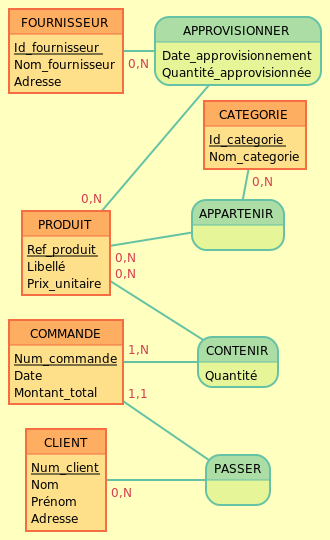 FOURNISSEUR
Id_fournisseur
Nom_fournisseur
Adresse
0,N
APPROVISIONNER
Date_approvisionnement
Quantité_approvisionnée
CATEGORIE
Id_categorie
Nom_categorie
0,N
0,N
APPARTENIR
PRODUIT
Ref_produit
Libellé
Prix_unitaire
0,N
0,N
COMMANDE
Num_commande
Date
Montant_total
1,N
1,1
CONTENIR
Quantité
CLIENT
Num_client
Nom
Prénom
Adresse
0,N
PASSER